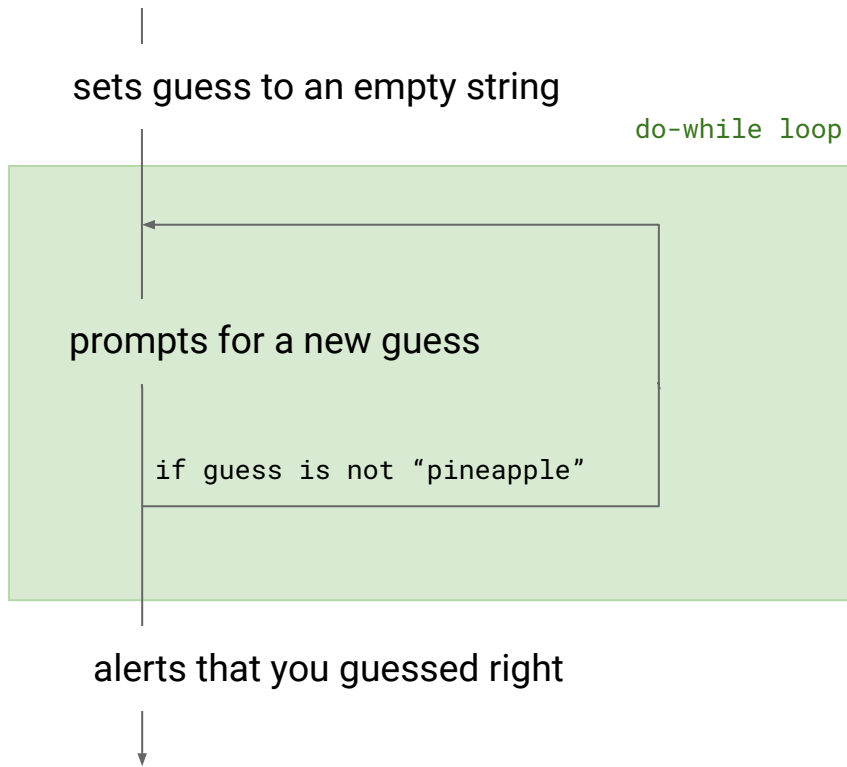 sets guess to an empty string
do-while loop
prompts for a new guess
if guess is not “pineapple”
alerts that you guessed right